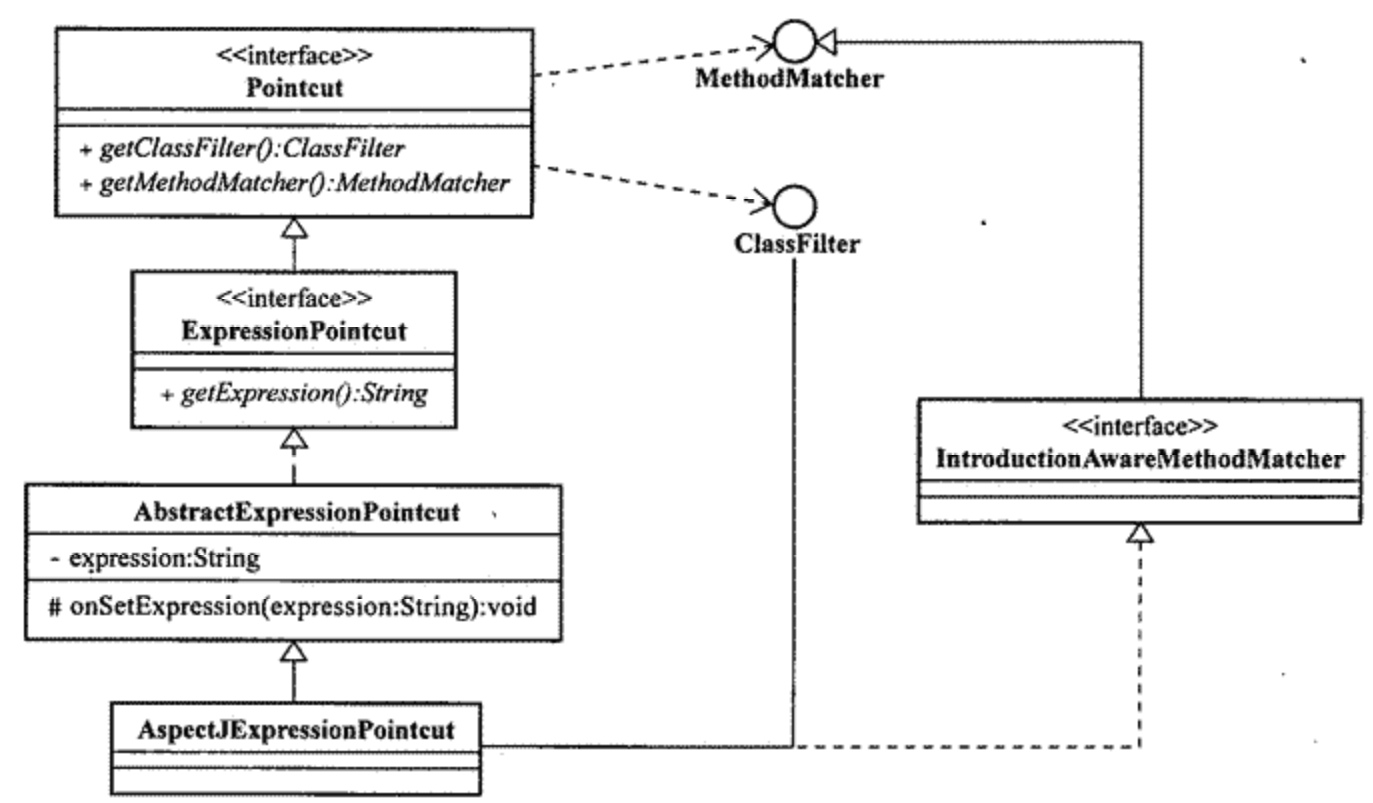 <<interface>>
Pointcut
+ getClassFilter():ClassFilter
+ getMethodMatcher():MethodMatcher
MethodMatcher
ClassFilter
<<interface>>
ExpressionPointcut
+ getExpression():String
<<interface>>
IntroductionAwareMethodMatcher
AbstractExpressionPointcut
- expression:String
# onSetExpression(expression:String):void
AspectJExpressionPointcut